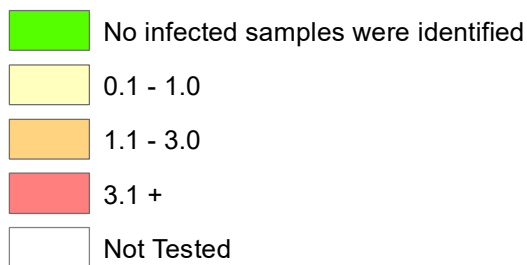 No infected samples were identified
0.1 - 1.0
1.1 - 3.0
3.1 +
Not Tested